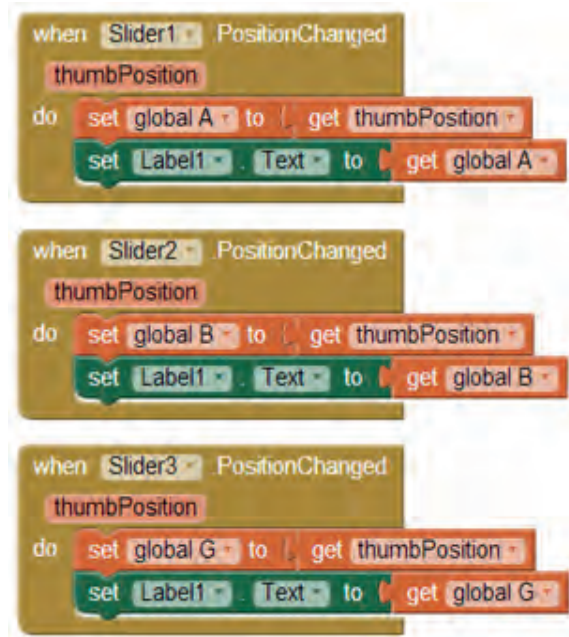 when Slider1 .PositionChanged
thumbPosition
do set global A to get thumbPosition
set Label1 . Text to get global A
when Slider2 .PositionChanged
thumbPosition
do set global B to get thumbPosition
set Label1 . Text to get global B
when Slider3 .PositionChanged
thumbPosition
do set global G to get thumbPosition
set Label1 . Text to get global G